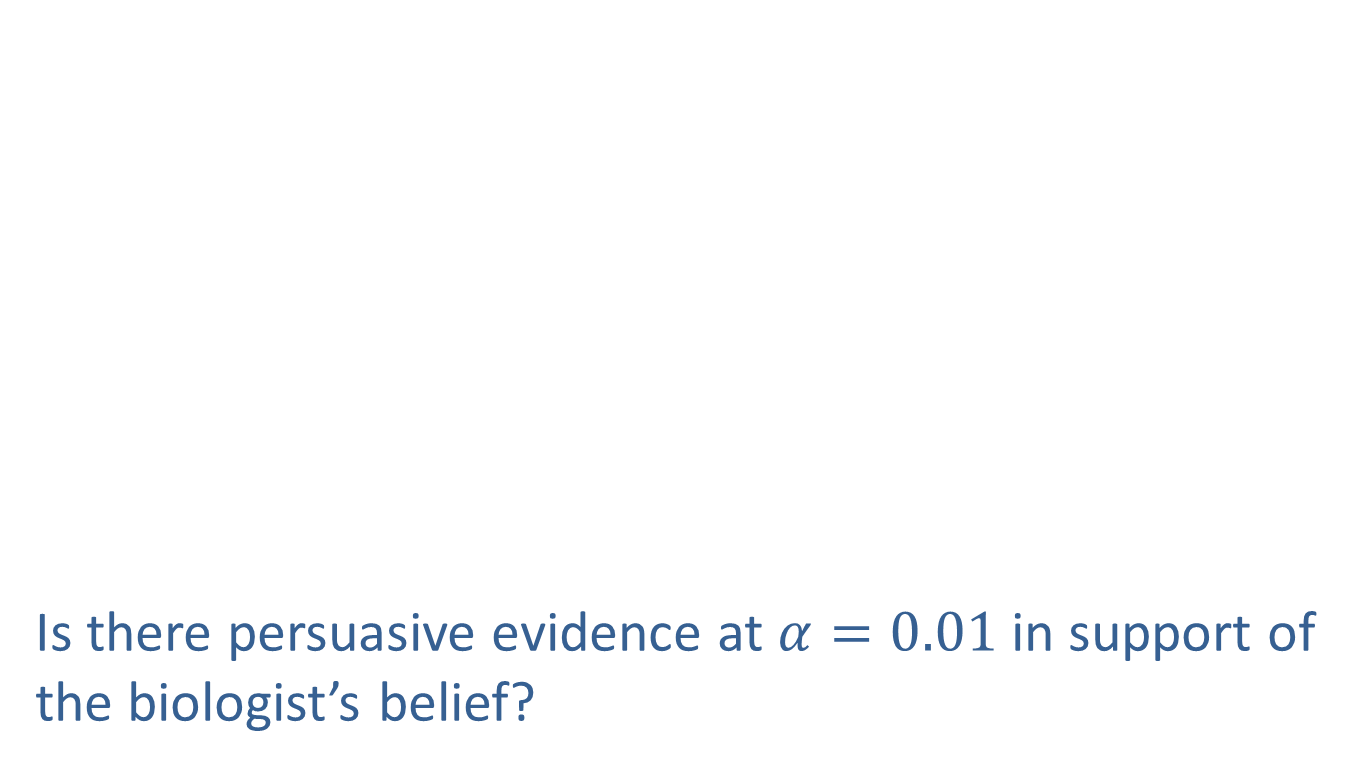 Is there persuasive evidence at 𝛼 = 0.01 in support of
the biologist’s belief?